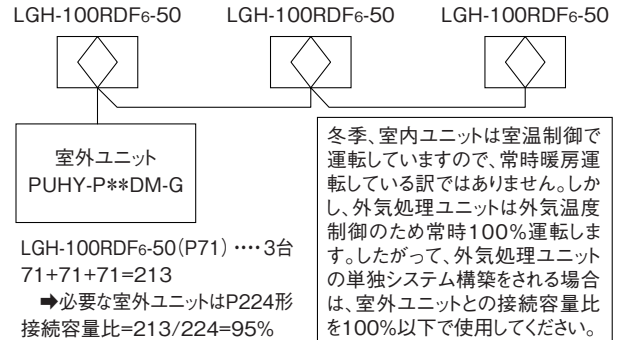 LGH-100RDF6-50 LGH-100RDF6-50 LGH-100RDF6-50
室外ユニット
PUHY-P**DM-G
LGH-100RDF6-50(P71)‥‥3台
71+71+71=213
➡必要な室外ユニットはP224形
接続容量比=213/224=95%
冬季、室内ユニットは室温制御で
運転していますので、常時暖房運
転している訳ではありません。しか
し、外気処理ユニットは外気温度
制御のため常時100%運転しま
す。したがって、外気処理ユニット
の単独システム構築をされる場合
は、室外ユニットとの接続容量比
を100%以下で使用してください。